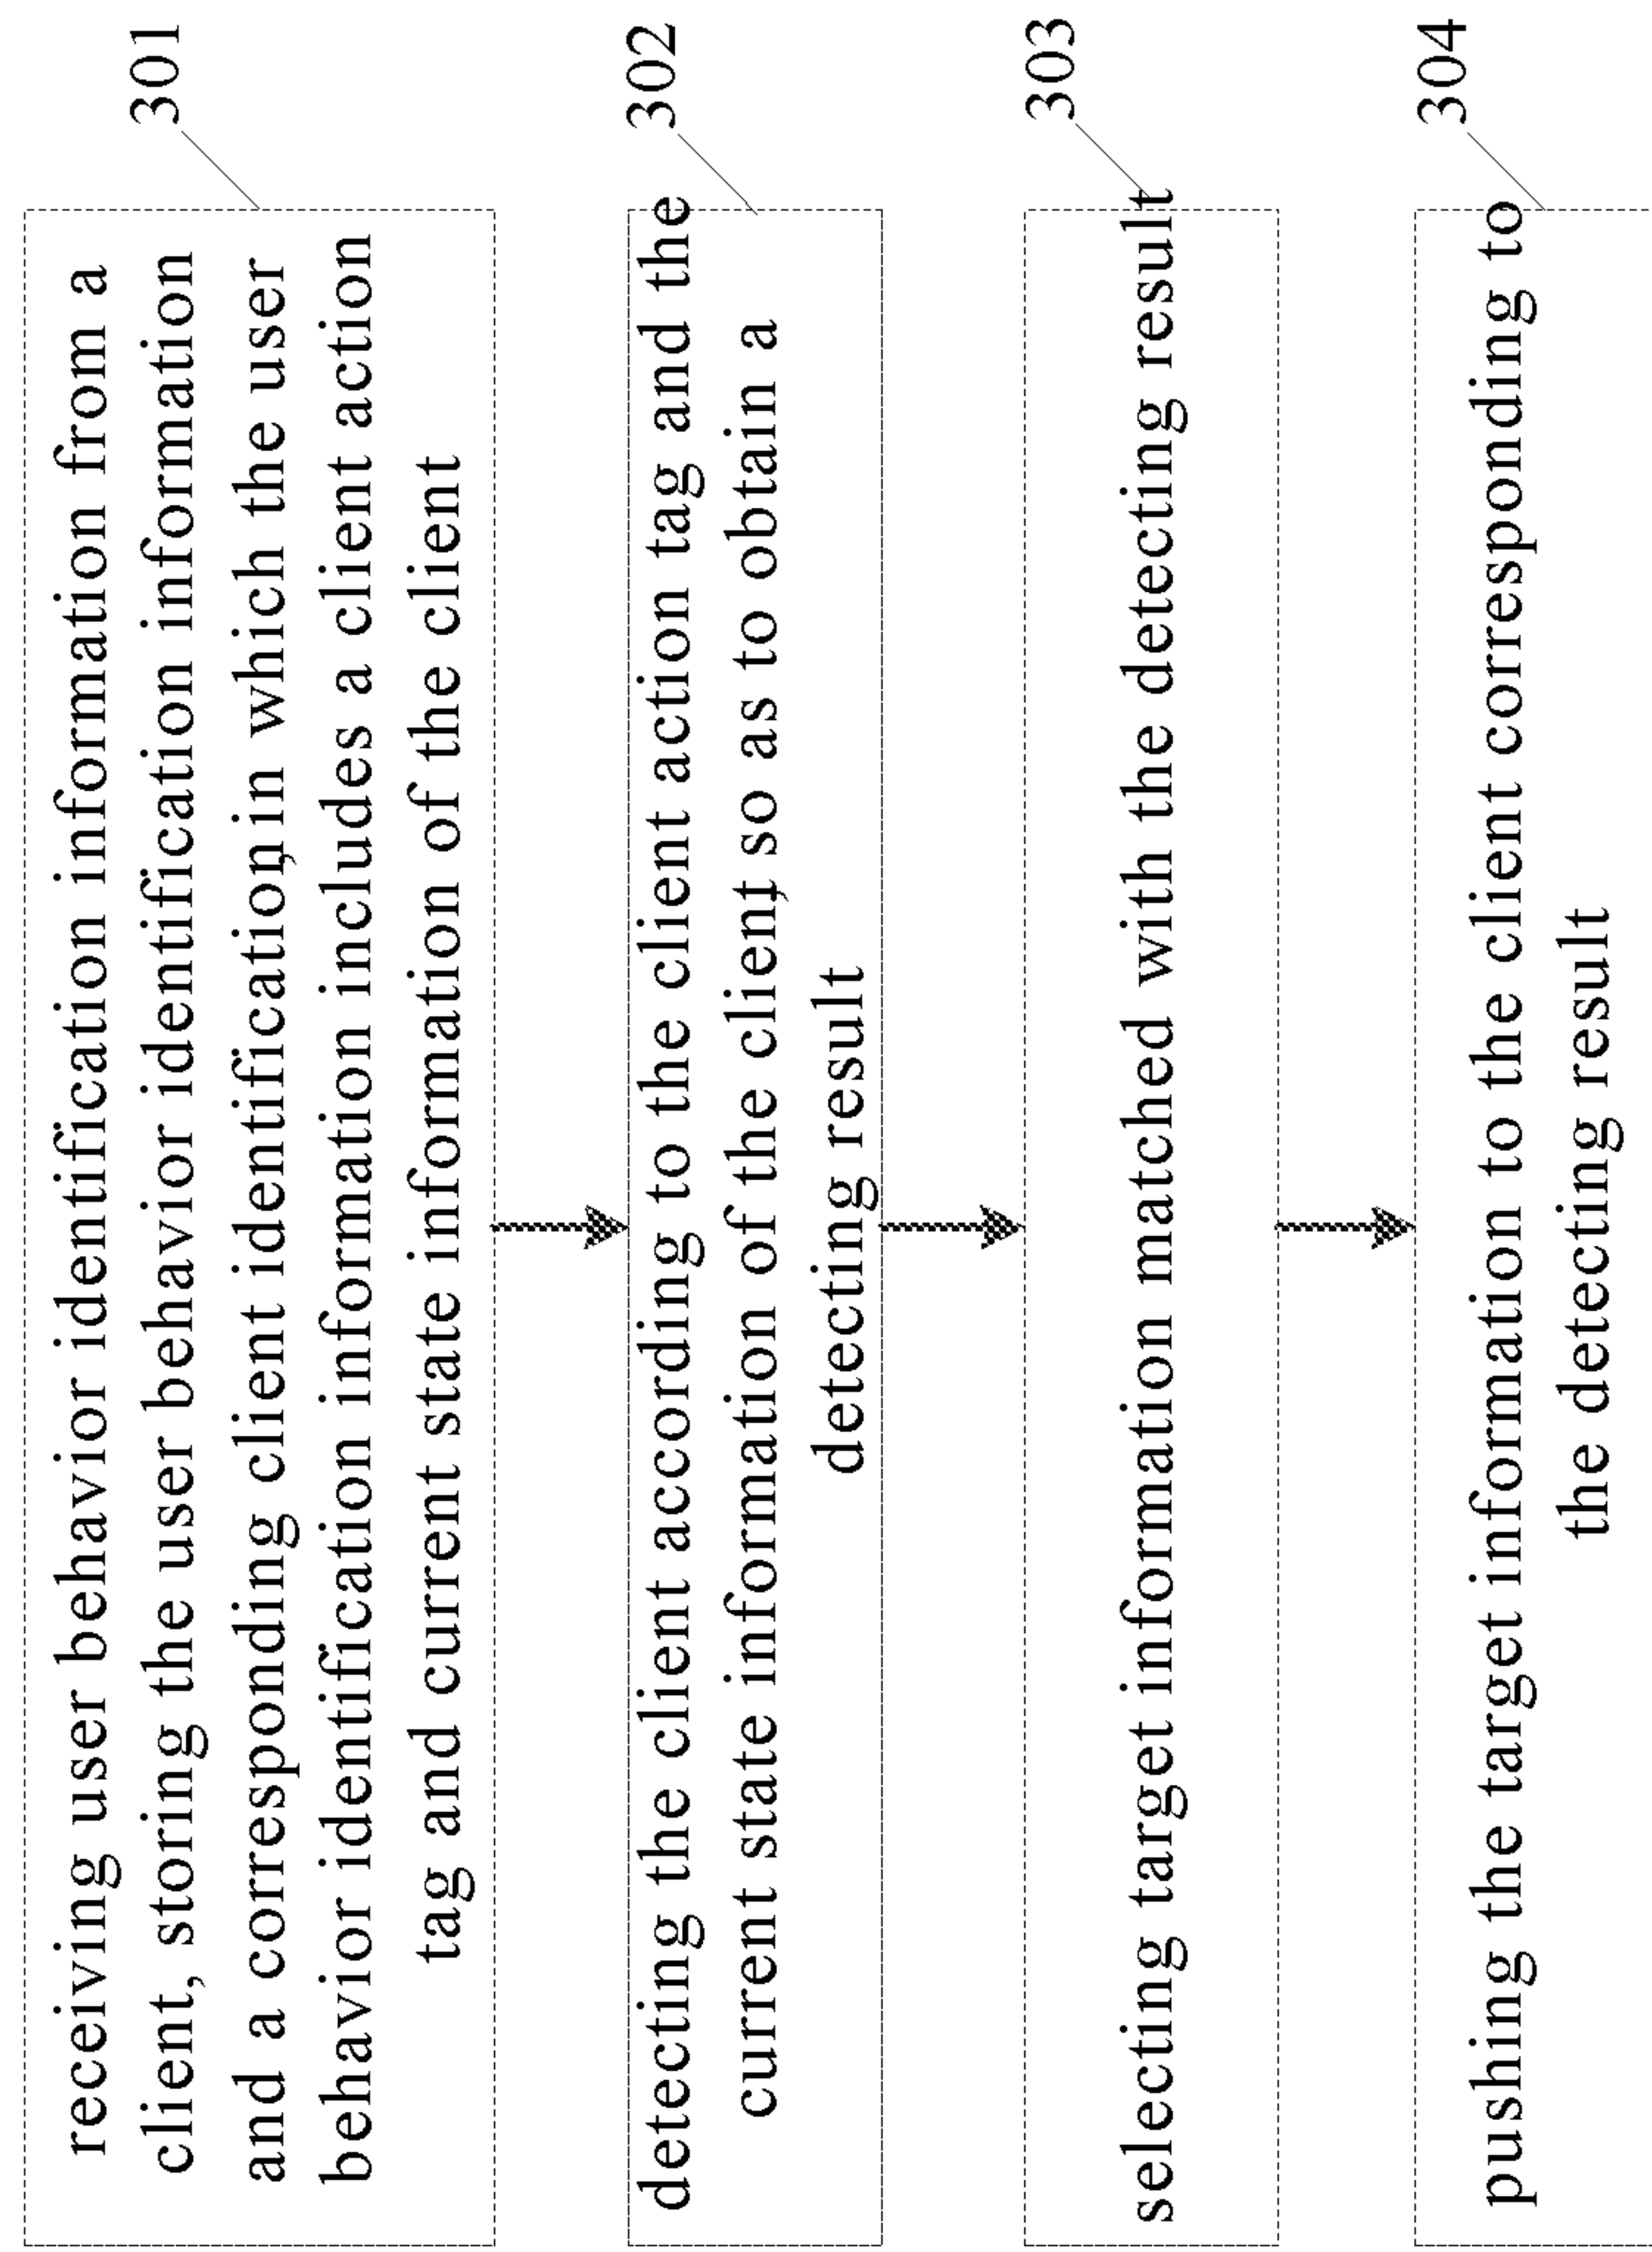 301
receiving user behavior identification information from a
client, storing the user behavior identification information
and a corresponding client identification, in which the user
behavior identification information includes a client action
tag and current state information of the client
302
detecting the client according to the client action tag and the
current state information of the client, so as to obtain a
detecting result
303
selecting target information matched with the detecting result
304
pushing the target information to the client corresponding to
the detecting result